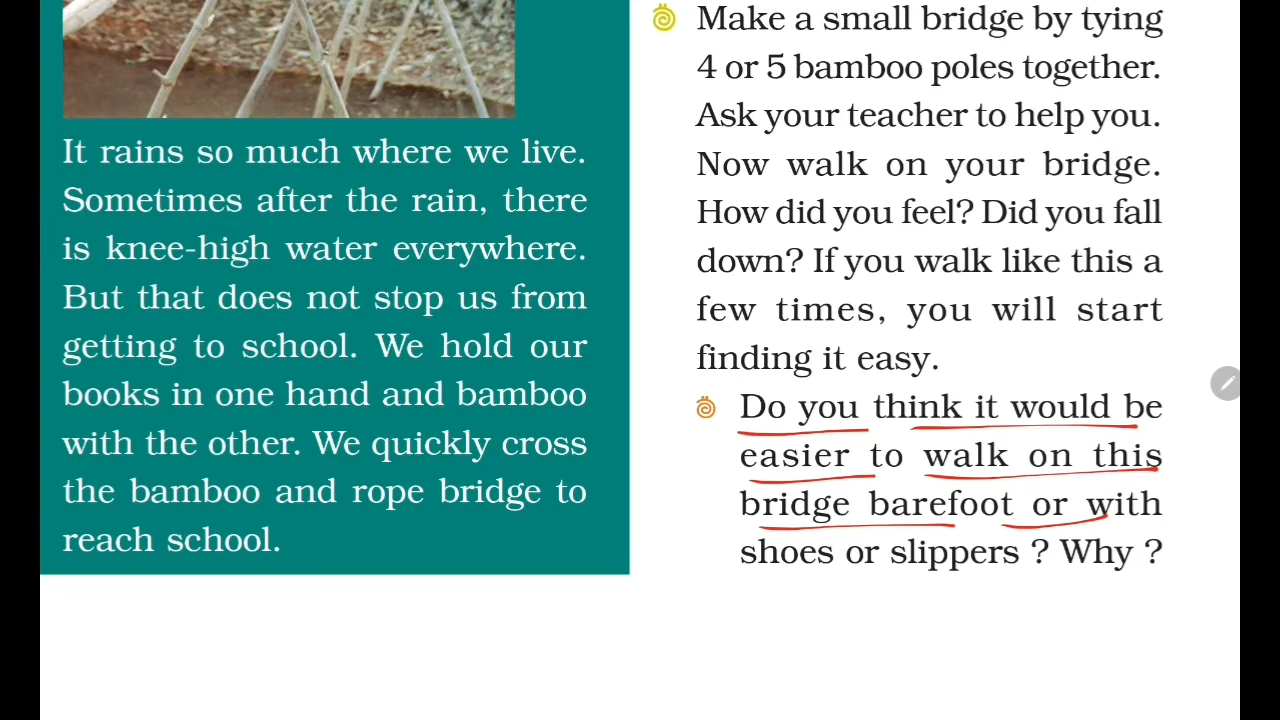 It rains so much where we live.
Sometimes after the rain, there
is knee-high water everywhere.
But that does not stop us from
getting to school. We hold our
books in one hand and bamboo
with the other. We quickly cross
the bamboo and rope bridge to
reach school.
Make a small bridge by tying
4 or 5 bamboo poles together.
Ask your teacher to help you.
Now walk on your bridge.
How did you feel? Did you fall
down? If you walk like this a
few times, you will start
finding it easy.
Do you think it would be
easier to walk on this
bridge barefoot or with
shoes or slippers ? Why ?